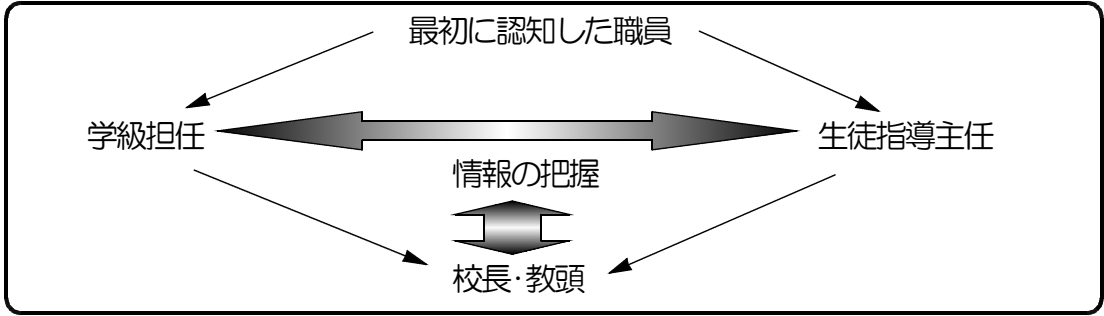 最初に認知した職員
学級担任
生徒指導主任
情報の把握
校長・教頭